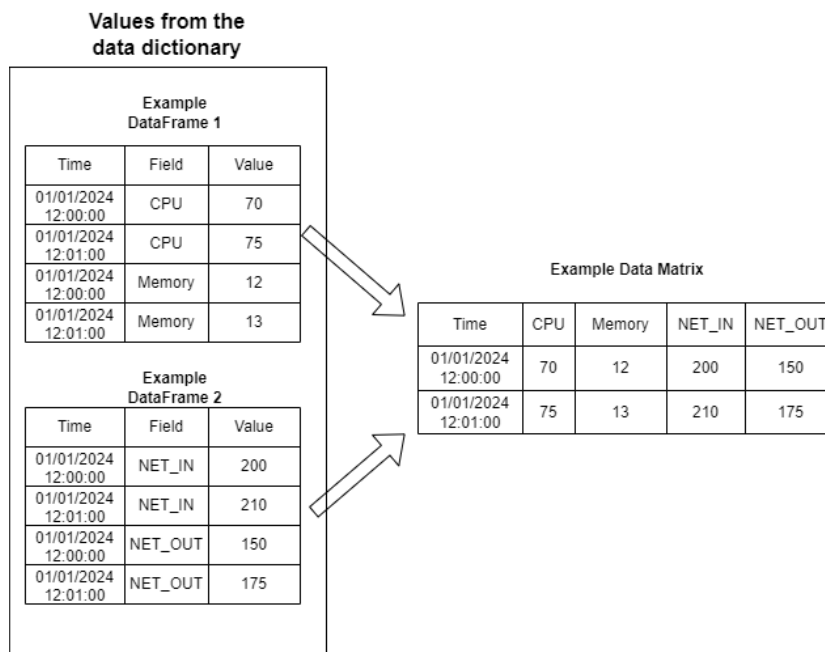 Values from the
data dictionary
Example
DataFrame 1
Time Field Value
01/01/2024
12:00:00
CPU 70
01/01/2024
12:01:00
CPU 75
01/01/2024
12:00:00
Memory 12
01/01/2024
12:01:00
Memory 13
Example
DataFrame 2
Time Field Value
01/01/2024
12:00:00
NET_IN 200
01/01/2024
12:01:00
NET_IN 210
01/01/2024
12:00:00
NET_OUT 150
01/01/2024
12:01:00
NET_OUT 175
Example Data Matrix
Time CPU Memory NET_IN NET_OUT
01/01/2024
12:00:00
70 12 200 150
01/01/2024
12:01:00
75 13 210 175